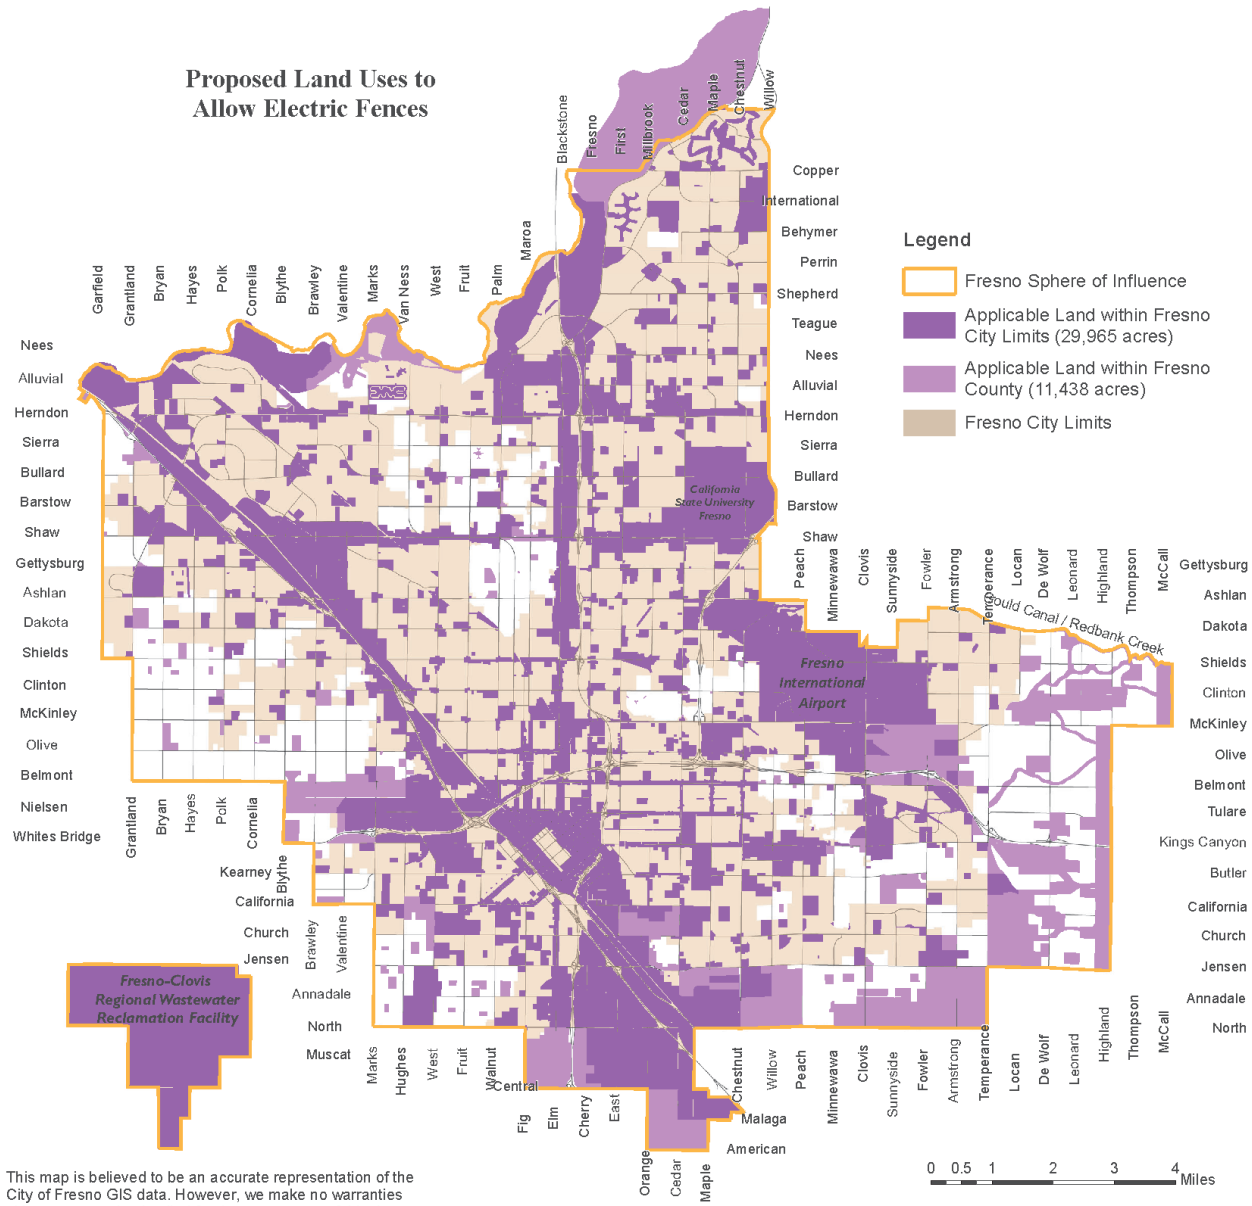 Proposed Land Uses to
Allow Electric Fences
Blackstone
Fresno
First
Millbrook
Cedar
Maple
Chestnut
Willow
Copper
International
Behymer
Perrin
Shepherd
Teague
Nees
Alluvial
Herndon
Sierra
Bullard
Barstow
Shaw
Legend
Fresno Sphere of Influence
Applicable Land within Fresno
City Limits (29,965 acres)
Applicable Land within Fresno
County (11,438 acres)
Fresno City Limits
Garfield
Grantland
Bryan
Hayes
Polk
Cornelia
Blythe
Brawley
Valentine
Marks
Van Ness
West
Fruit
Palm
Maroa
Nees
Alluvial
Herndon
Sierra
Bullard
Barstow
Shaw
Gettysburg
Ashlan
Dakota
Shields
Clinton
McKinley
Olive
Belmont
Nielsen
Whites Bridge
California
State University
Fresno
Peach
Minnewawa
Clovis
Sunnyside
Fowler
Armstrong
Temperance
Locan
De Wolf
Leonard
Highland
Thompson
McCall
Gould Canal / Redbank Creek
Gettysburg
Ashlan
Dakota
Shields
Clinton
McKinley
Olive
Belmont
Tulare
Kings Canyon
Butler
California
Church
Jensen
Annadale
North
Fresno
International
Airport
Grantland
Bryan
Hayes
Polk
Cornelia
Kearney
Blythe
California
Church
Brawley
Valentine
Jensen
Annadale
North
Muscat
Fresno-Clovis
Regional Wastewater
Reclamation Facility
Marks
Hughes
West
Fruit
Walnut
Central
Fig
Elm
Cherry
East
Orange
Cedar
Maple
Chestnut
Malaga
American
Willow
Peach
Minnewawa
Clovis
Sunnyside
Fowler
Armstrong
Temperance
Locan
De Wolf
Leonard
Highland
Thompson
McCall
0 0.5 1 2 3 4
Miles
This map is believed to be an accurate representation of the
City of Fresno GIS data. However, we make no warranties